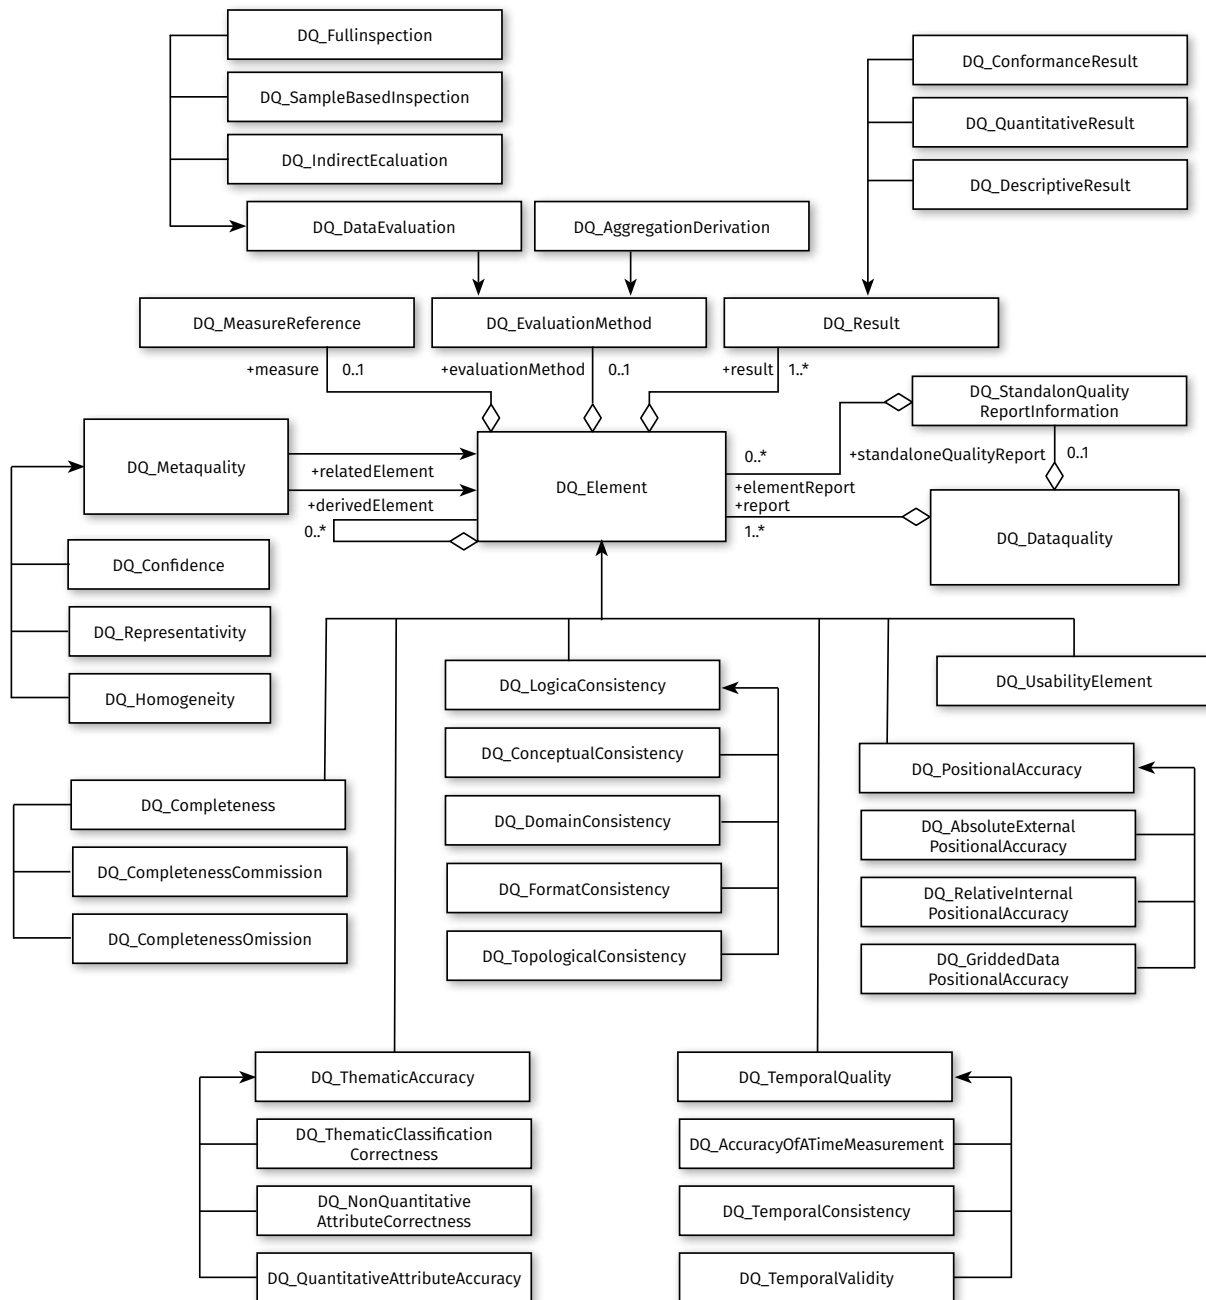 DQ_Fullinspection
DQ_SampleBasedInspection
DQ_IndirectEcaluation
DQ_DataEvaluation
DQ_AggregationDerivation
DQ_ConformanceResult
DQ_QuantitativeResult
DQ_DescriptiveResult
DQ_MeasureReference
DQ_EvaluationMethod
DQ_Result
+measure
0..1
+evaluationMethod
0..1
+result
1..*
DQ_StandalonQuality
ReportInformation
DQ_Metaquality
+relatedElement
+derivedElement
0..*
DQ_Element
0..*
+standaloneQualityReport
0..1
+elementReport
+report
1..*
DQ_Dataquality
DQ_Confidence
DQ_Representativity
DQ_Homogeneity
DQ_LogicaConsistency
DQ_ConceptualConsistency
DQ_DomainConsistency
DQ_FormatConsistency
DQ_TopologicalConsistency
DQ_UsabilityElement
DQ_PositionalAccuracy
DQ_AbsoluteExternal
PositionalAccuracy
DQ_RelativeInternal
PositionalAccuracy
DQ_GriddedData
PositionalAccuracy
DQ_Completeness
DQ_CompletenessCommission
DQ_CompletenessOmission
DQ_ThematicAccuracy
DQ_ThematicClassification
Correctness
DQ_NonQuantitative
AttributeCorrectness
DQ_QuantitativeAttributeAccuracy
DQ_TemporalQuality
DQ_AccuracyOfATimeMeasurement
DQ_TemporalConsistency
DQ_TemporalValidity